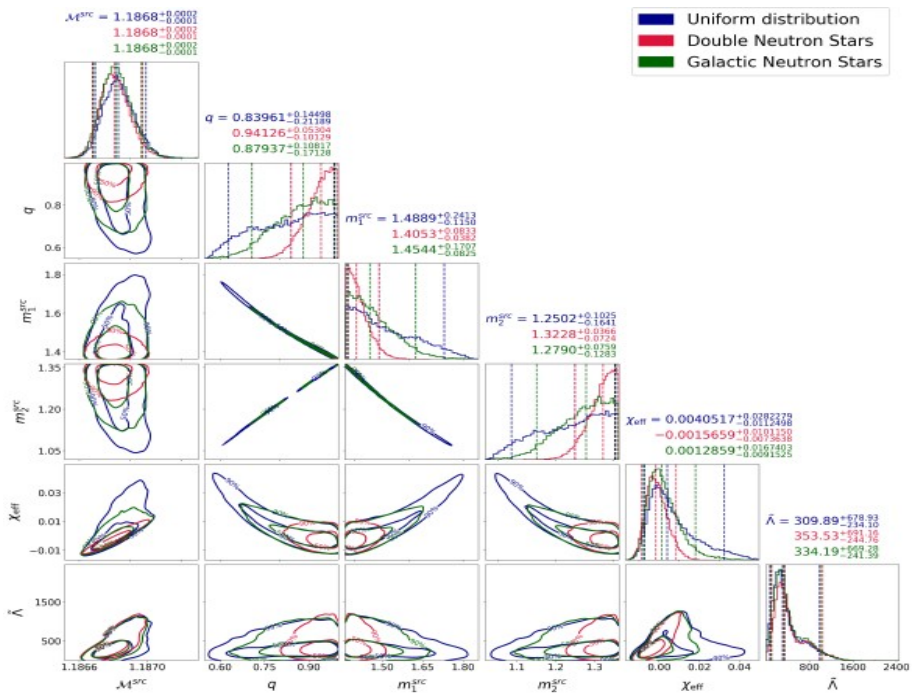 Uniform distribution
Double Neutron Stars
Galactic Neutron Stars
ℳ^src = 1.1868^{+0.0002}_{-0.0001}
1.1868^{+0.0002}_{-0.0001}
1.1868^{+0.0002}_{-0.0001}
q = 0.83961^{+0.14498}_{-0.21189}
0.94126^{+0.05304}_{-0.10129}
0.87937^{+0.10817}_{-0.17128}
m_1^src = 1.4889^{+0.2413}_{-0.1150}
1.4053^{+0.0833}_{-0.0382}
1.4544^{+0.1707}_{-0.0825}
m_2^src = 1.2502^{+0.1025}_{-0.1641}
1.3228^{+0.0366}_{-0.0724}
1.2790^{+0.0759}_{-0.1283}
χ_eff = 0.0040517^{+0.0282279}_{-0.0112498}
−0.0015659^{+0.0101150}_{-0.0073638}
0.0012859^{+0.0167403}_{-0.0091525}
Λ̃ = 309.89^{+678.93}_{-234.10}
353.53^{+691.16}_{-244.76}
334.19^{+669.28}_{-241.39}
q
0.8
0.6
m_1^src
1.8
1.6
1.4
m_2^src
1.35
1.20
1.05
χ_eff
0.03
0.01
−0.01
Λ̃
1500
500
1.1866
1.1870
0.60
0.75
0.90
1.50
1.65
1.80
1.1
1.2
1.3
0.00
0.02
0.04
800
1600
2400
ℳ^src
q
m_1^src
m_2^src
χ_eff
Λ̃